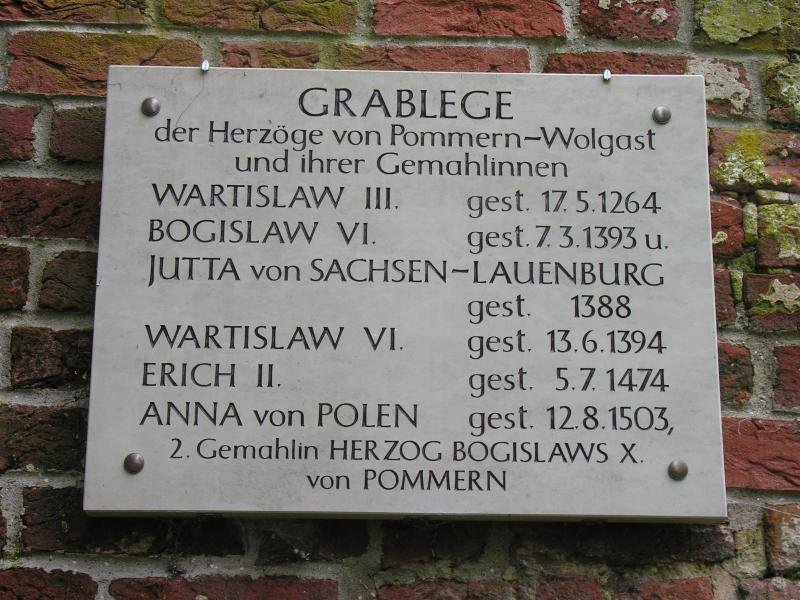 GRABLEGE
der Herzöge von Pommern-Wolgast
und ihrer Gemahlinnen
WARTISLAW III. gest. 17.5.1264
BOGISLAW VI. gest. 7.3.1393 u.
JUTTA von SACHSEN-LAUENBURG
gest. 1388
WARTISLAW VI. gest. 13.6.1394
ERICH II. gest. 5.7.1474
ANNA von POLEN gest. 12.8.1503,
2. Gemahlin HERZOG BOGISLAWS X.
von POMMERN